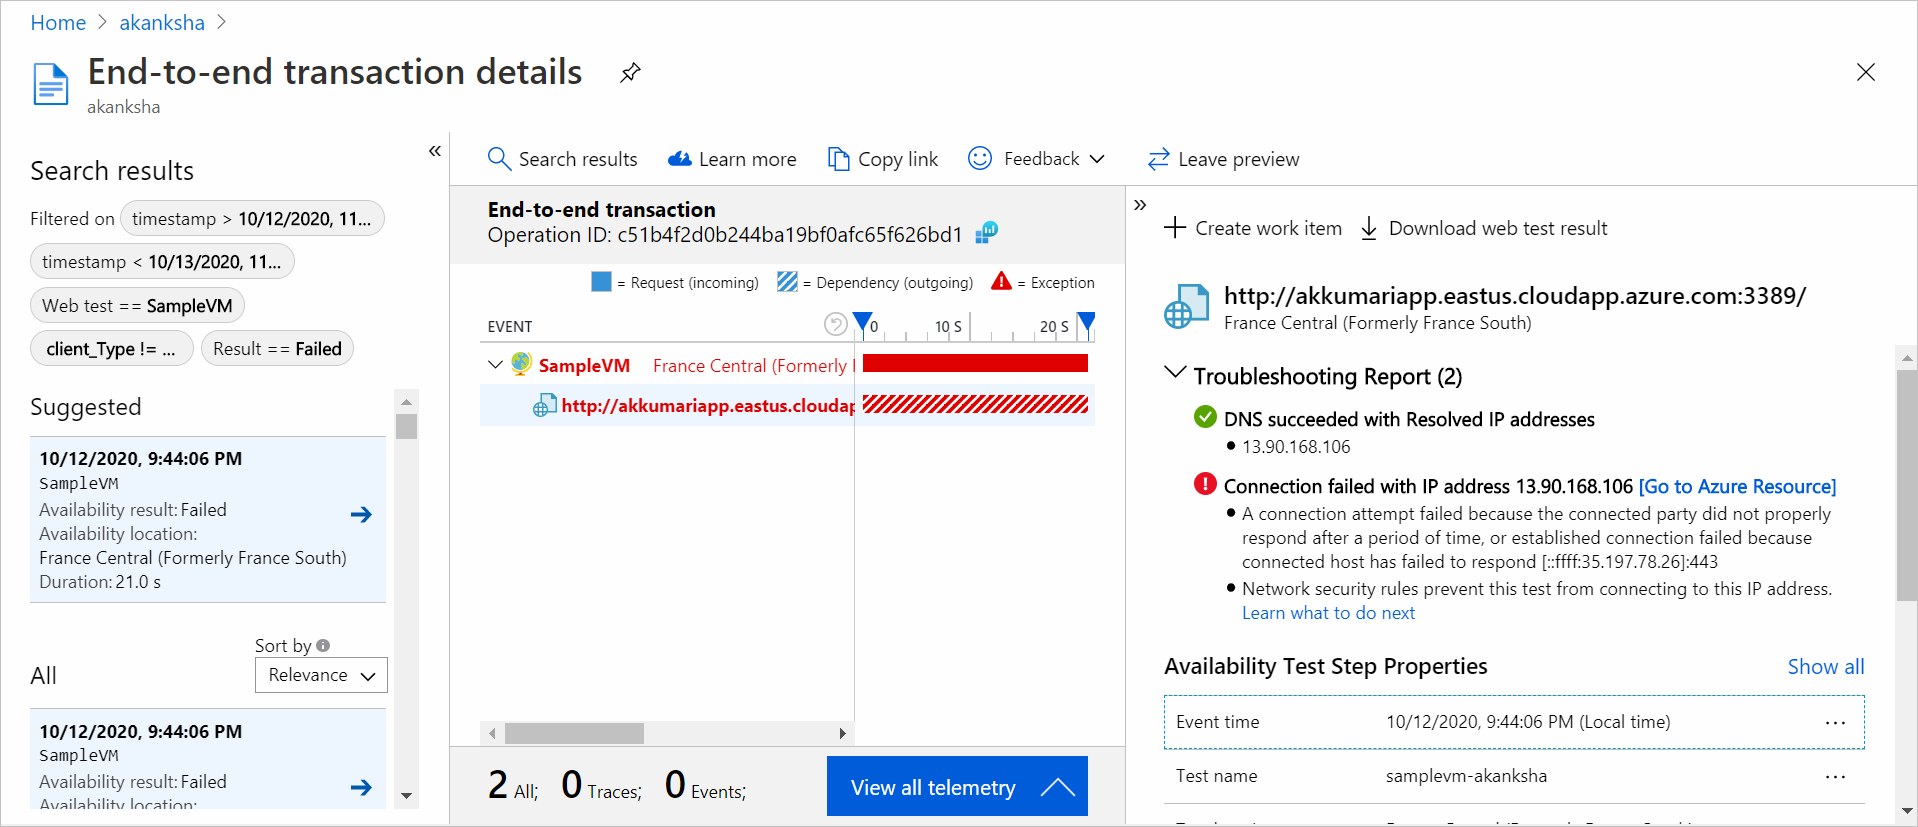 Home > akanksha >
End-to-end transaction details
akanksha
Search results
Filtered on timestamp > 10/12/2020, 11...
timestamp < 10/13/2020, 11...
Web test == SampleVM
client_Type != ... Result == Failed
Suggested
10/12/2020, 9:44:06 PM
SampleVM
Availability result: Failed
Availability location:
France Central (Formerly France South)
Duration: 21.0 s
Sort by
All
Relevance
10/12/2020, 9:44:06 PM
SampleVM
Availability result: Failed
Availability location:
Search results Learn more Copy link Feedback Leave preview
End-to-end transaction
Operation ID: c51b4f2d0b244ba19bf0afc65f626bd1
= Request (incoming) = Dependency (outgoing) = Exception
EVENT 0 10 S 20 S
SampleVM France Central (Formerly
http://akkumariapp.eastus.cloudap
2 All; 0 Traces; 0 Events;
View all telemetry
Create work item Download web test result
http://akkumariapp.eastus.cloudapp.azure.com:3389/
France Central (Formerly France South)
Troubleshooting Report (2)
DNS succeeded with Resolved IP addresses
• 13.90.168.106
Connection failed with IP address 13.90.168.106 [Go to Azure Resource]
• A connection attempt failed because the connected party did not properly
respond after a period of time, or established connection failed because
connected host has failed to respond [::ffff:35.197.78.26]:443
• Network security rules prevent this test from connecting to this IP address.
Learn what to do next
Availability Test Step Properties Show all
Event time 10/12/2020, 9:44:06 PM (Local time) ...
Test name samplevm-akanksha ...